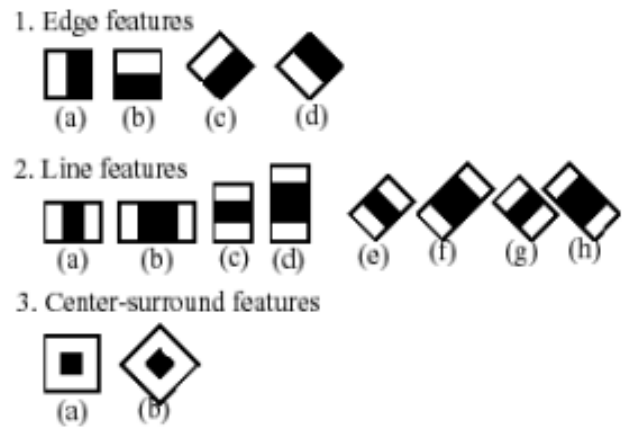 1. Edge features
(a) (b) (c) (d)
2. Line features
(a) (b) (c) (d) (e) (f) (g) (h)
3. Center-surround features
(a) (b)